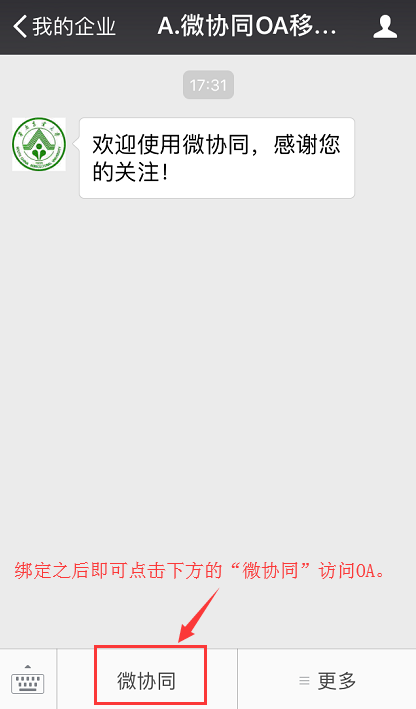 我的企业
A.微协同OA移...
17:31
欢迎使用微协同，感谢您
的关注！
绑定之后即可点击下方的“微协同”访问OA。
微协同
更多